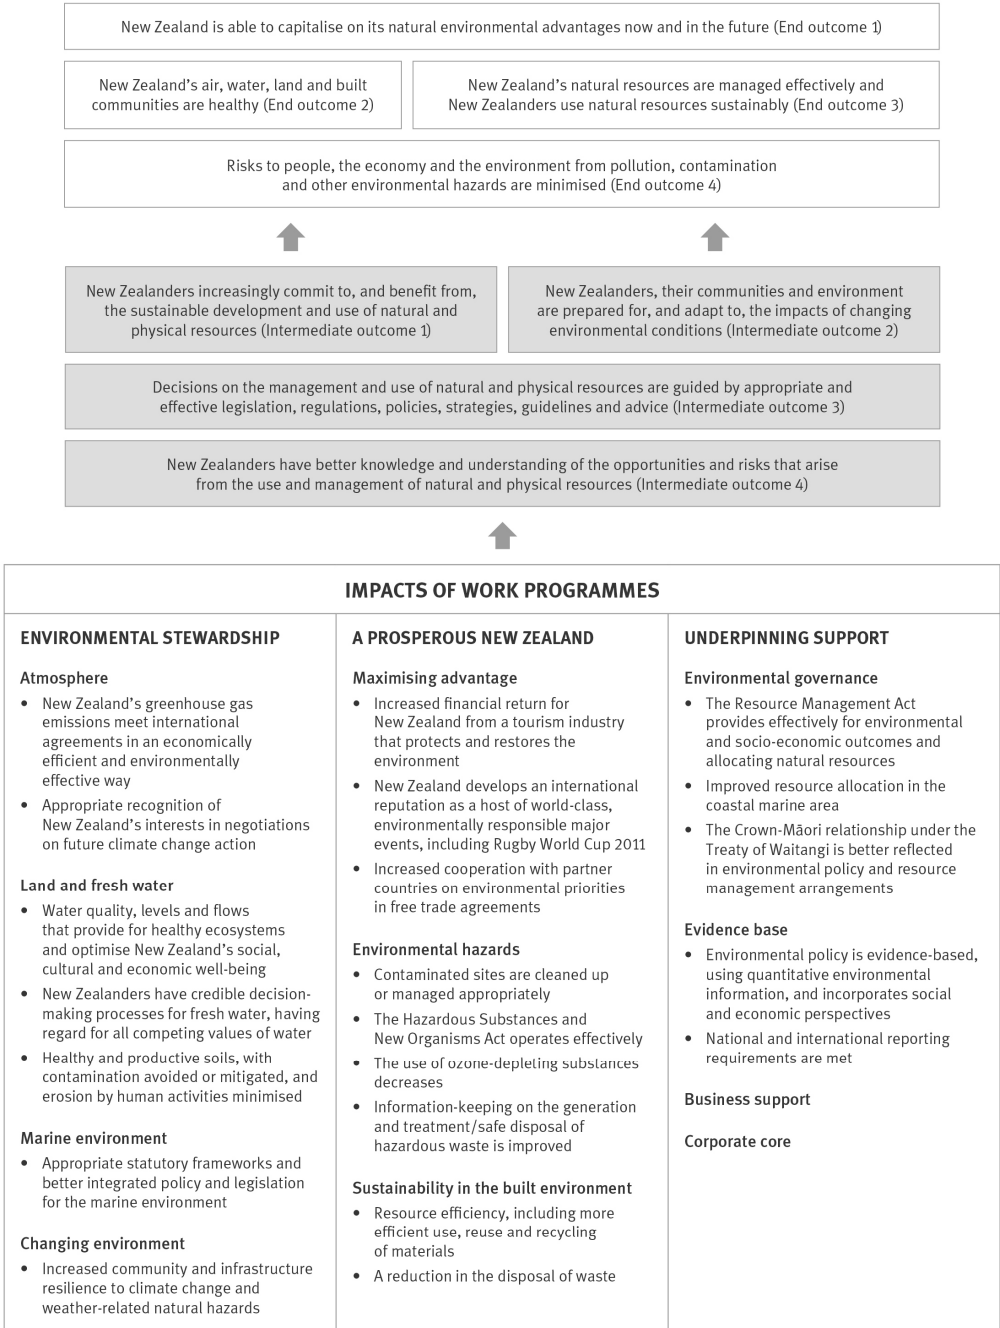 New Zealand is able to capitalise on its natural environmental advantages now and in the future (End outcome 1)
New Zealand’s air, water, land and built
communities are healthy (End outcome 2)
New Zealand’s natural resources are managed effectively and
New Zealanders use natural resources sustainably (End outcome 3)
Risks to people, the economy and the environment from pollution, contamination
and other environmental hazards are minimised (End outcome 4)
New Zealanders increasingly commit to, and benefit from,
the sustainable development and use of natural and
physical resources (Intermediate outcome 1)
New Zealanders, their communities and environment
are prepared for, and adapt to, the impacts of changing
environmental conditions (Intermediate outcome 2)
Decisions on the management and use of natural and physical resources are guided by appropriate and
effective legislation, regulations, policies, strategies, guidelines and advice (Intermediate outcome 3)
New Zealanders have better knowledge and understanding of the opportunities and risks that arise
from the use and management of natural and physical resources (Intermediate outcome 4)
IMPACTS OF WORK PROGRAMMES
ENVIRONMENTAL STEWARDSHIP
Atmosphere
• New Zealand’s greenhouse gas
emissions meet international
agreements in an economically
efficient and environmentally
effective way
• Appropriate recognition of
New Zealand’s interests in negotiations
on future climate change action
Land and fresh water
• Water quality, levels and flows
that provide for healthy ecosystems
and optimise New Zealand’s social,
cultural and economic well-being
• New Zealanders have credible decision-
making processes for fresh water, having
regard for all competing values of water
• Healthy and productive soils, with
contamination avoided or mitigated, and
erosion by human activities minimised
Marine environment
• Appropriate statutory frameworks and
better integrated policy and legislation
for the marine environment
Changing environment
• Increased community and infrastructure
resilience to climate change and
weather-related natural hazards
A PROSPEROUS NEW ZEALAND
Maximising advantage
• Increased financial return for
New Zealand from a tourism industry
that protects and restores the
environment
• New Zealand develops an international
reputation as a host of world-class,
environmentally responsible major
events, including Rugby World Cup 2011
• Increased cooperation with partner
countries on environmental priorities
in free trade agreements
Environmental hazards
• Contaminated sites are cleaned up
or managed appropriately
• The Hazardous Substances and
New Organisms Act operates effectively
• The use of ozone-depleting substances
decreases
• Information-keeping on the generation
and treatment/safe disposal of
hazardous waste is improved
Sustainability in the built environment
• Resource efficiency, including more
efficient use, reuse and recycling
of materials
• A reduction in the disposal of waste
UNDERPINNING SUPPORT
Environmental governance
• The Resource Management Act
provides effectively for environmental
and socio-economic outcomes and
allocating natural resources
• Improved resource allocation in the
coastal marine area
• The Crown-Māori relationship under the
Treaty of Waitangi is better reflected
in environmental policy and resource
management arrangements
Evidence base
• Environmental policy is evidence-based,
using quantitative environmental
information, and incorporates social
and economic perspectives
• National and international reporting
requirements are met
Business support
Corporate core